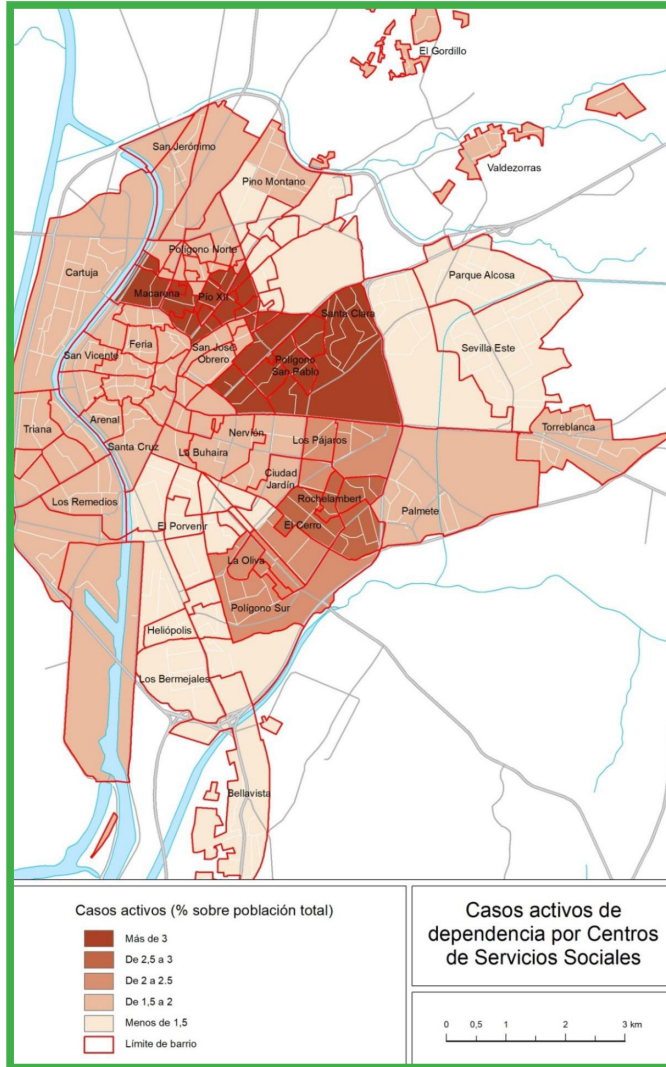 El Gordillo
San Jerónimo
Valdezorras
Pino Montano
Polígono Norte
Cartuja
Parque Alcosa
Macarena
Pío XII
Santa Clara
Feria
San José
Obrero
Sevilla Este
San Vicente
Polígono
San Pablo
Arenal
Triana
Santa Cruz
Nervión
Los Pájaros
Torreblanca
La Buhaira
Ciudad
Jardín
Los Remedios
Rochelambert
Palmete
El Porvenir
El Cerro
La Oliva
Polígono Sur
Heliópolis
Los Bermejales
Bellavista
Casos activos (% sobre población total)
Más de 3
De 2,5 a 3
De 2 a 2.5
De 1,5 a 2
Menos de 1,5
Límite de barrio
Casos activos de
dependencia por Centros
de Servicios Sociales
0 0,5 1 2 3 km